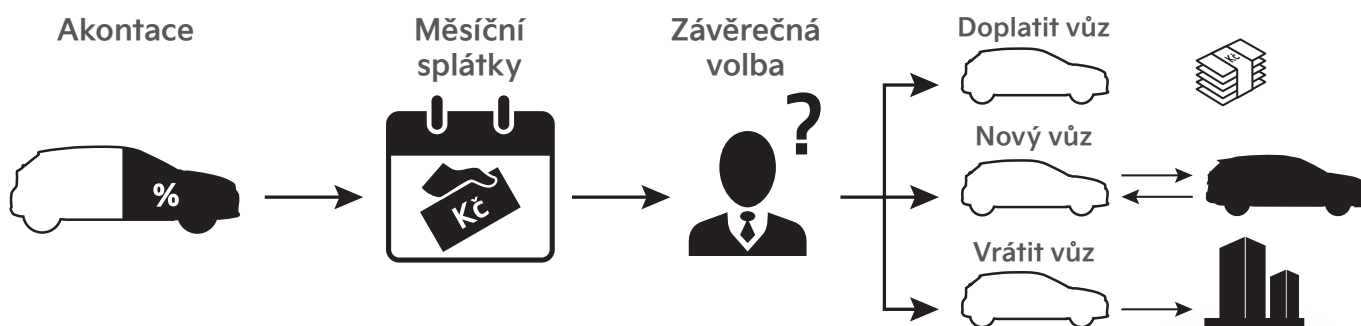 Akontace
%
Měsíční
splátky
Kč
Závěrečná
volba
?
Doplatit vůz
Kč
Nový vůz
Vrátit vůz